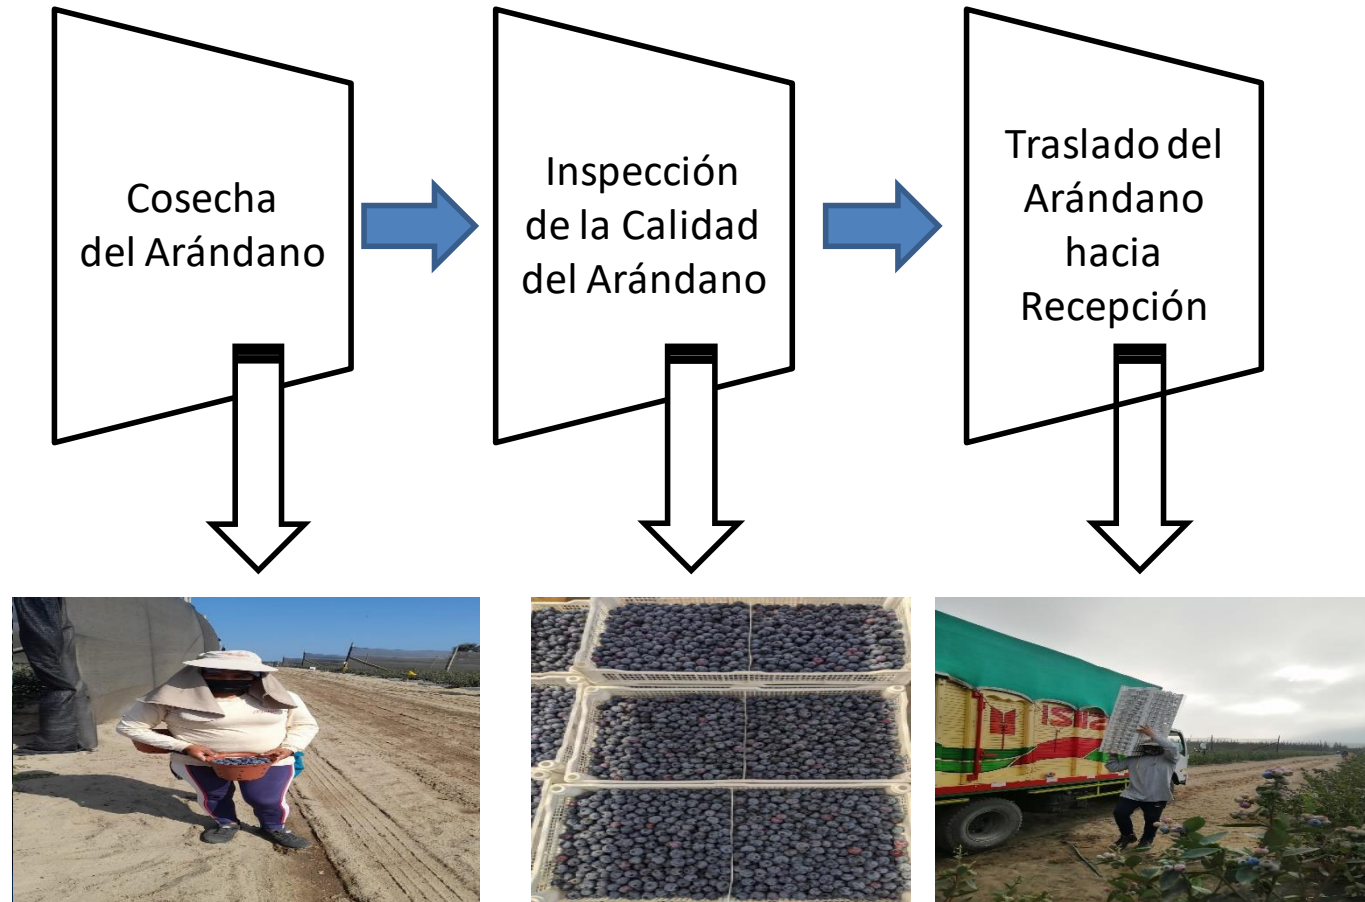 Cosecha
del Arándano
Inspección
de la Calidad
del Arándano
Traslado del
Arándano
hacia
Recepción